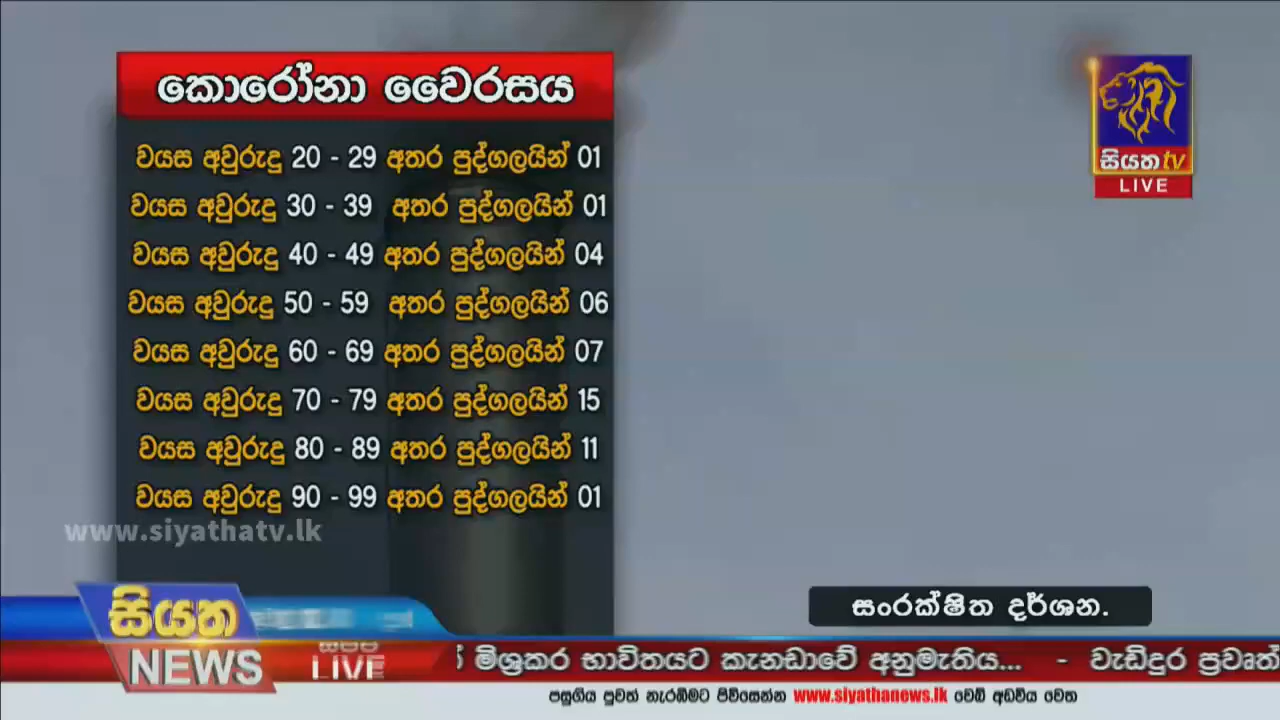 කොරෝනා වෛරසය
වයස අවුරුදු 20 - 29 අතර පුද්ගලයින් 01
වයස අවුරුදු 30 - 39 අතර පුද්ගලයින් 01
වයස අවුරුදු 40 - 49 අතර පුද්ගලයින් 04
වයස අවුරුදු 50 - 59 අතර පුද්ගලයින් 06
වයස අවුරුදු 60 - 69 අතර පුද්ගලයින් 07
වයස අවුරුදු 70 - 79 අතර පුද්ගලයින් 15
වයස අවුරුදු 80 - 89 අතර පුද්ගලයින් 11
වයස අවුරුදු 90 - 99 අතර පුද්ගලයින් 01
සියත tv
LIVE
www.siyathatv.lk
සංරක්ෂිත දර්ශන.
සියත
NEWS
LIVE
මිශ්‍රකර භාවිතයට කැනඩාවේ අනුමැතිය... - වැඩිදුර
පසුගිය පුවත් නැරඹීමට පිවිසෙන්න www.siyathanews.lk වෙබ් අඩවිය වෙත